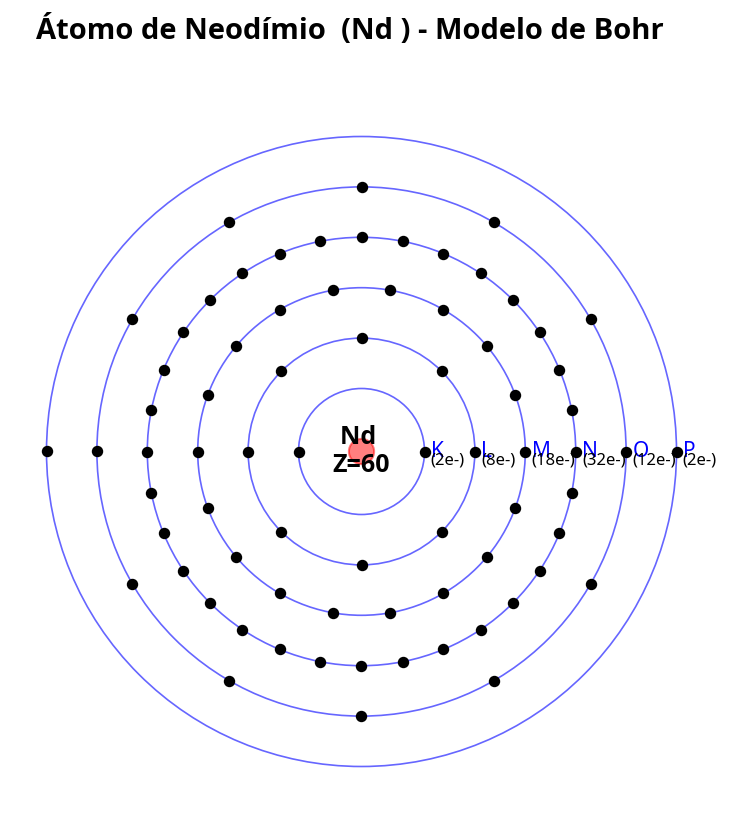 Átomo de Neodímio  (Nd ) - Modelo de Bohr
Nd
Z=60
K L M N O P
(2e-) (8e-) (18e-) (32e-) (12e-) (2e-)